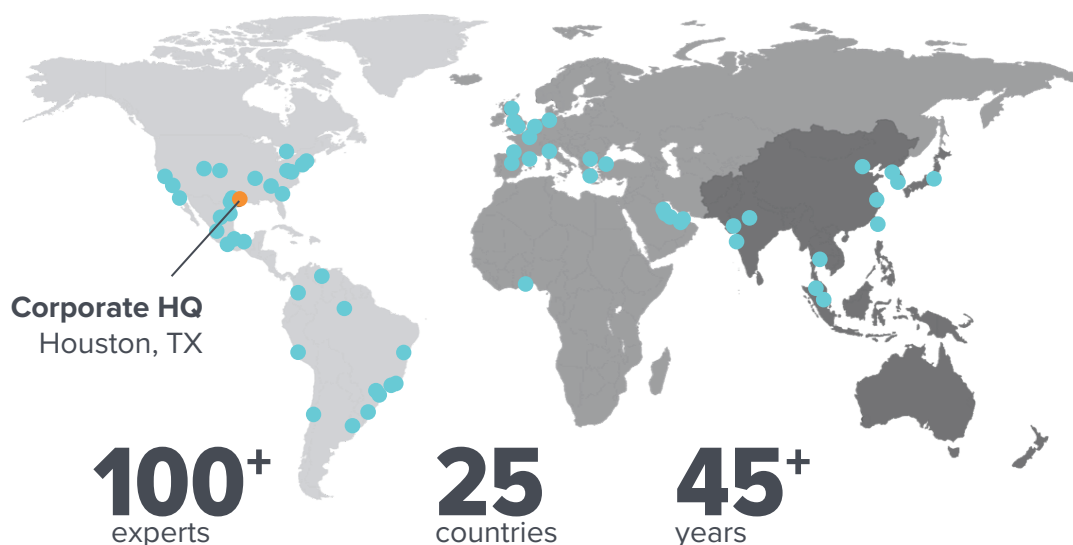 Corporate HQ
Houston, TX
100+
experts
25
countries
45+
years